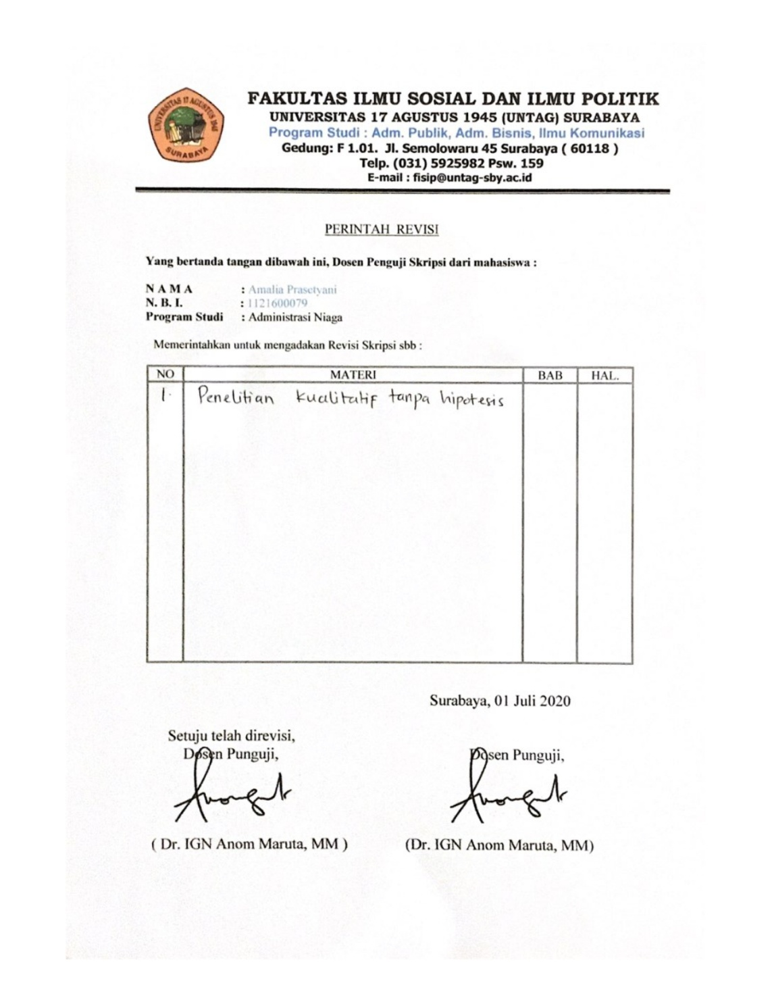 UNIVERSITAS 17 AGUSTUS 1945
SURABAYA
FAKULTAS ILMU SOSIAL DAN ILMU POLITIK
UNIVERSITAS 17 AGUSTUS 1945 (UNTAG) SURABAYA
Program Studi : Adm. Publik, Adm. Bisnis, Ilmu Komunikasi
Gedung: F 1.01. Jl. Semolowaru 45 Surabaya ( 60118 )
Telp. (031) 5925982 Psw. 159
E-mail : fisip@untag-sby.ac.id
PERINTAH REVISI
Yang bertanda tangan dibawah ini, Dosen Penguji Skripsi dari mahasiswa :
N A M A : Amalia Prasetyani
N. B. I. : 1121600079
Program Studi : Administrasi Niaga
Memerintahkan untuk mengadakan Revisi Skripsi sbb :
NO MATERI BAB HAL.
1. Penelitian kualitatif tanpa hipotesis
Surabaya, 01 Juli 2020
Setuju telah direvisi,
Dosen Punguji, Dosen Punguji,
( Dr. IGN Anom Maruta, MM ) (Dr. IGN Anom Maruta, MM)